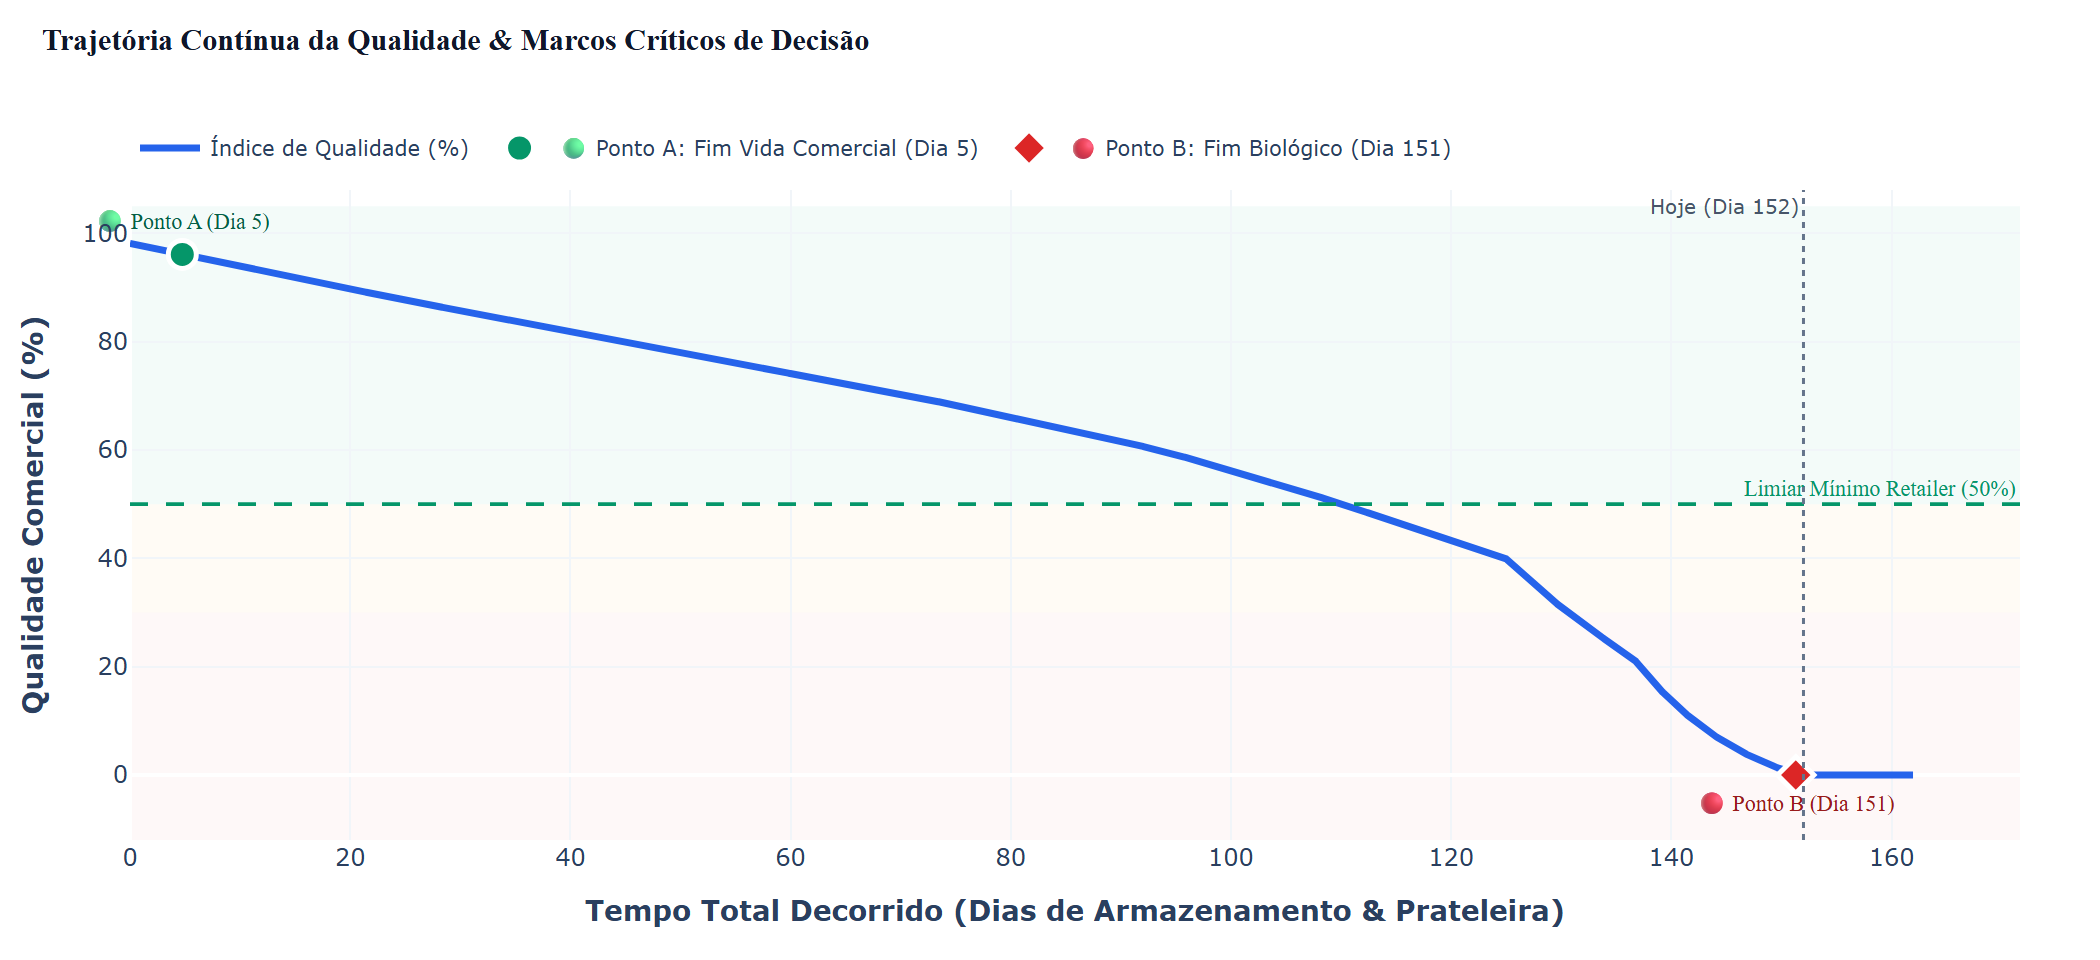 Trajetória Contínua da Qualidade & Marcos Críticos de Decisão
Índice de Qualidade (%)
Ponto A: Fim Vida Comercial (Dia 5)
Ponto B: Fim Biológico (Dia 151)
Hoje (Dia 152)
Ponto A (Dia 5)
100
80
60
Limiar Mínimo Retailer (50%)
40
20
0
Ponto B (Dia 151)
Qualidade Comercial (%)
0 20 40 60 80 100 120 140 160
Tempo Total Decorrido (Dias de Armazenamento & Prateleira)